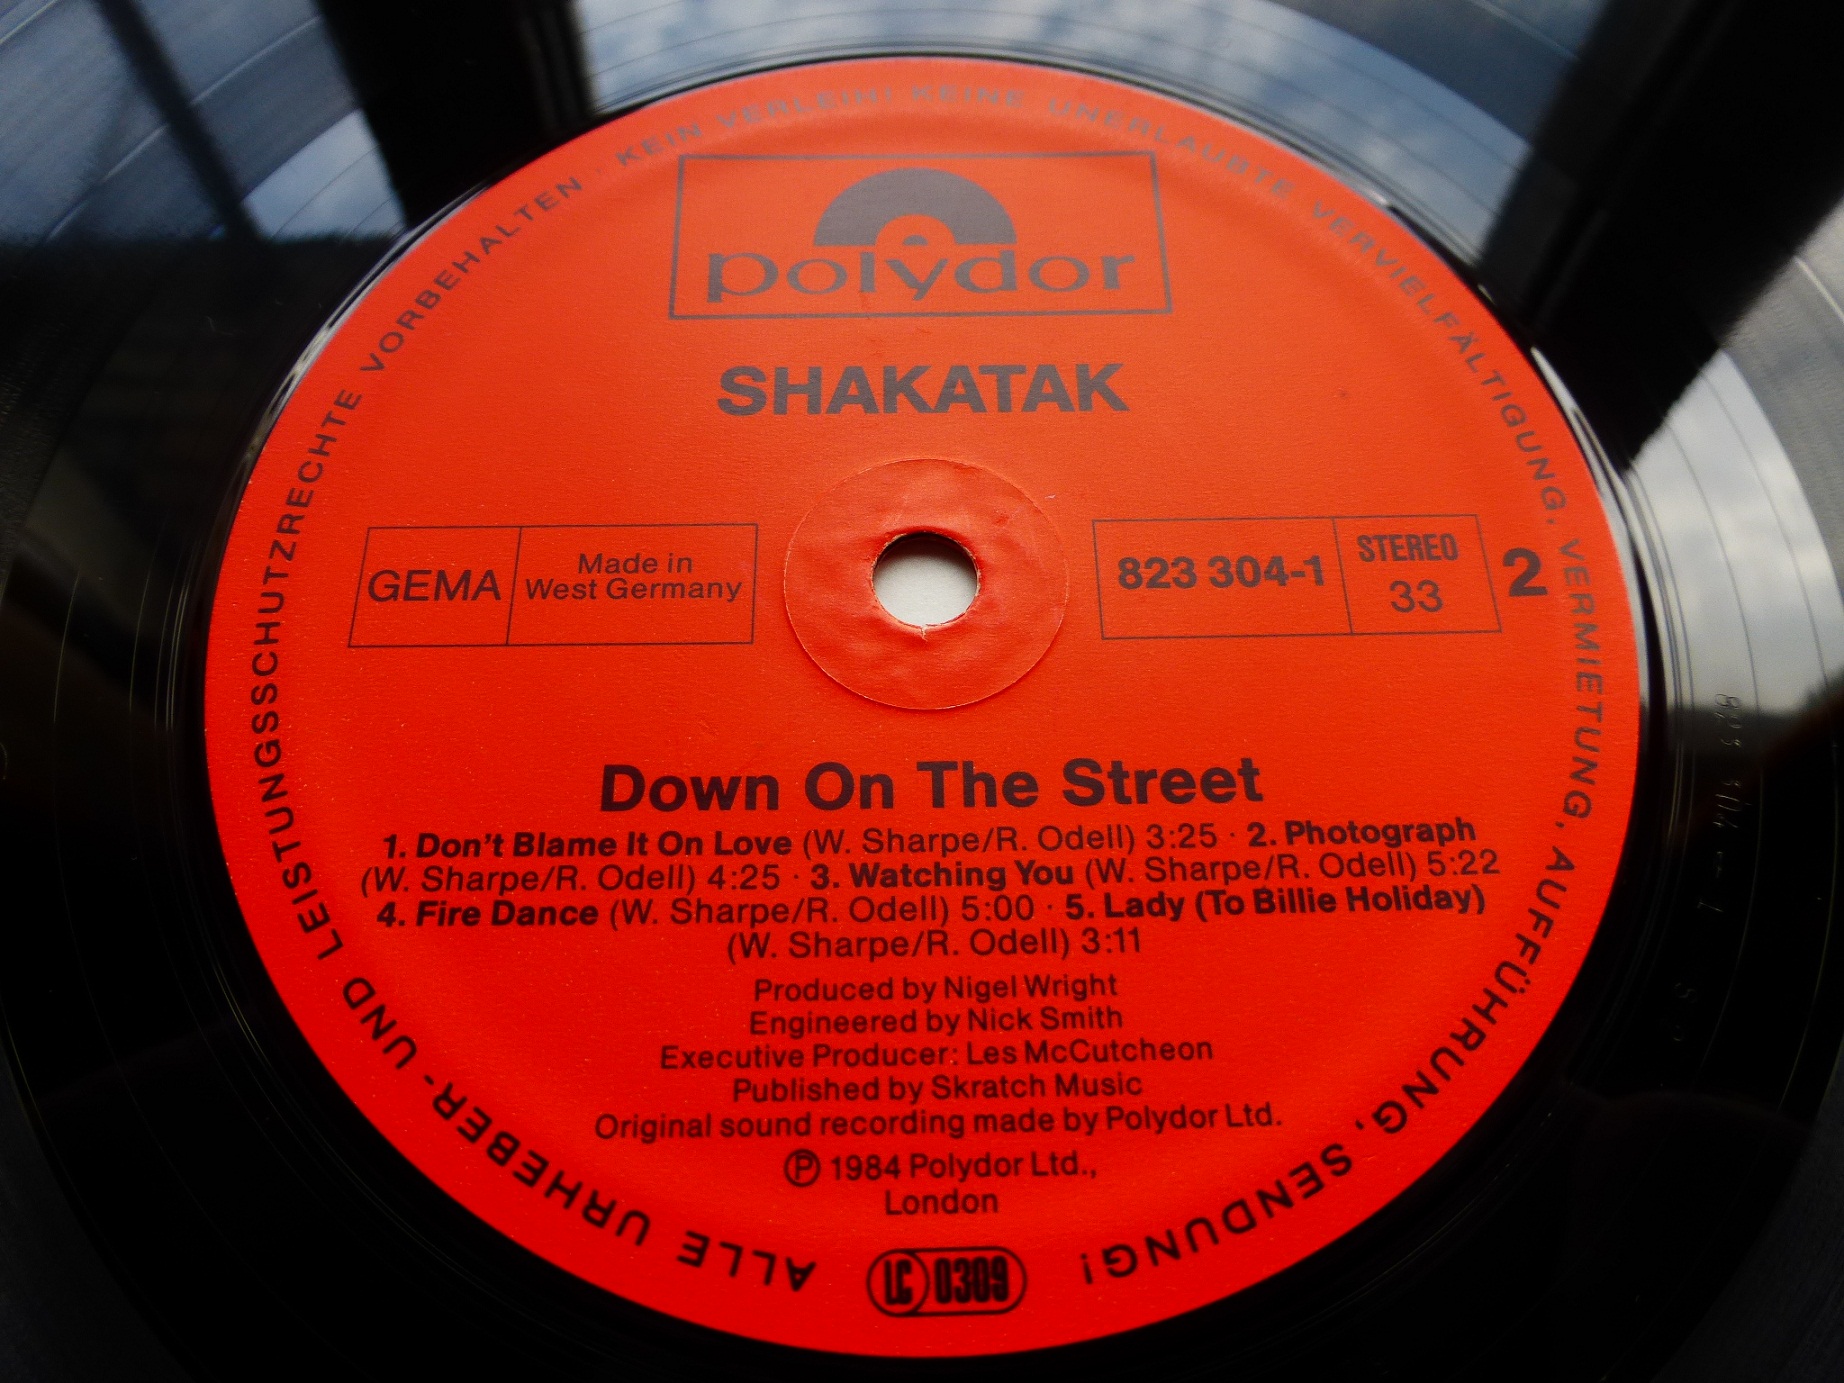 ALLE URHEBER- UND LEISTUNGSSCHUTZRECHTE VORBEHALTEN · KEIN VERLEIH! KEINE UNERLAUBTE VERVIELFÄLTIGUNG, VERMIETUNG, AUFFÜHRUNG, SENDUNG!
polydor
SHAKATAK
GEMA
Made in
West Germany
823 304-1
STEREO
33
2
Down On The Street
1. Don't Blame It On Love (W. Sharpe/R. Odell) 3:25 · 2. Photograph
(W. Sharpe/R. Odell) 4:25 · 3. Watching You (W. Sharpe/R. Odell) 5:22
4. Fire Dance (W. Sharpe/R. Odell) 5:00 · 5. Lady (To Billie Holiday)
(W. Sharpe/R. Odell) 3:11
Produced by Nigel Wright
Engineered by Nick Smith
Executive Producer: Les McCutcheon
Published by Skratch Music
Original sound recording made by Polydor Ltd.
Ⓟ 1984 Polydor Ltd.,
London
LC 0309